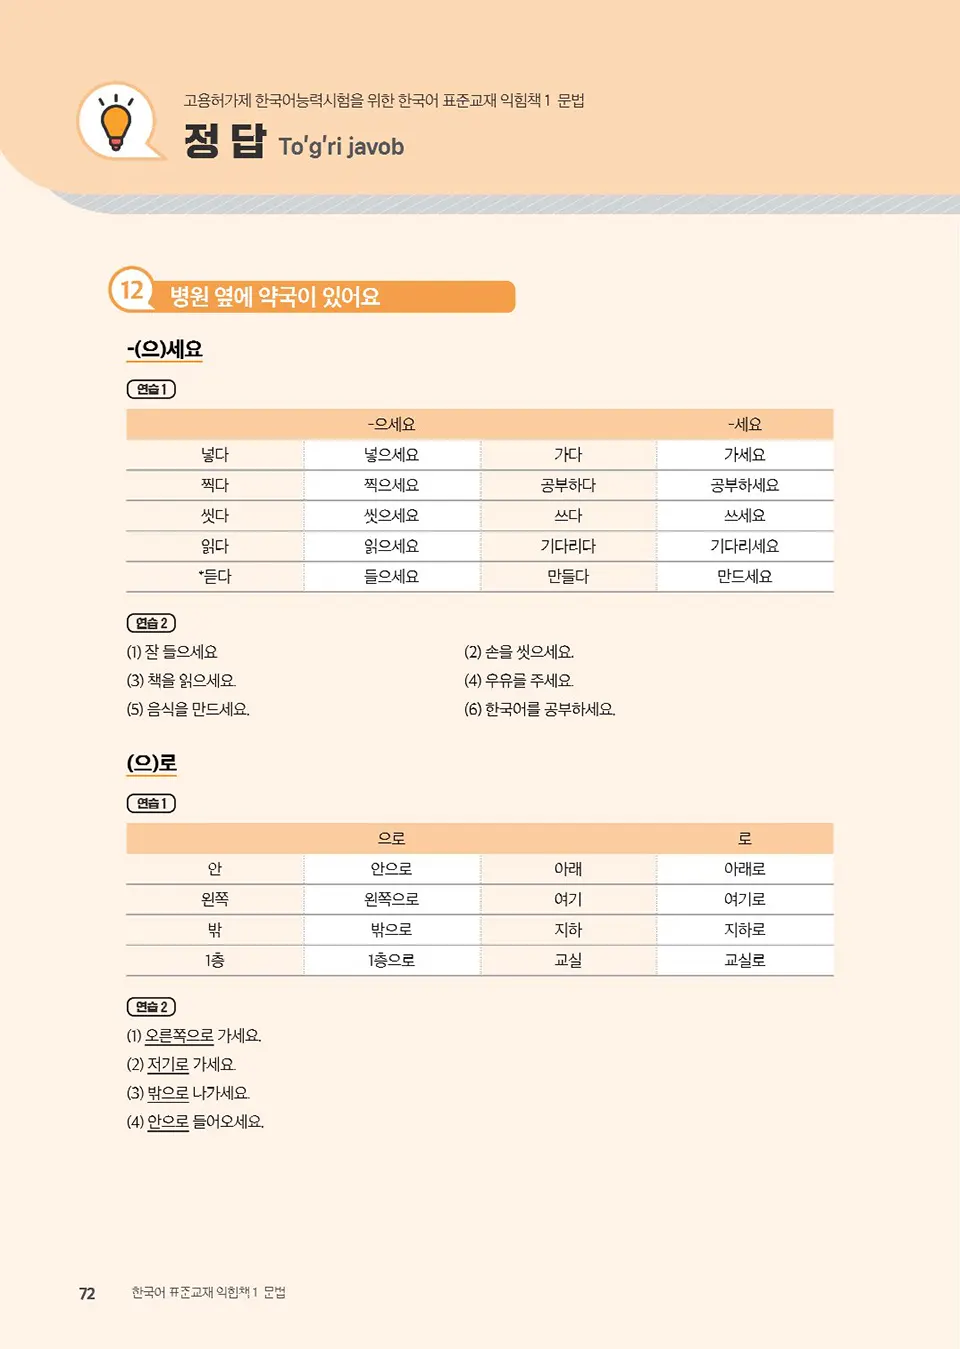 고용허가제 한국어능력시험을 위한 한국어 표준교재 익힘책 1 문법
정답 To'g'ri javob
12 병원 옆에 약국이 있어요
-(으)세요
연습 1
-으세요 -세요
넣다 넣으세요 가다 가세요
찍다 찍으세요 공부하다 공부하세요
씻다 씻으세요 쓰다 쓰세요
읽다 읽으세요 기다리다 기다리세요
*듣다 들으세요 만들다 만드세요
연습 2
(1) 잘 들으세요 (2) 손을 씻으세요.
(3) 책을 읽으세요. (4) 우유를 주세요.
(5) 음식을 만드세요. (6) 한국어를 공부하세요.
(으)로
연습 1
으로 로
안 안으로 아래 아래로
왼쪽 왼쪽으로 여기 여기로
밖 밖으로 지하 지하로
1층 1층으로 교실 교실로
연습 2
(1) 오른쪽으로 가세요.
(2) 저기로 가세요.
(3) 밖으로 나가세요.
(4) 안으로 들어오세요.
72 한국어 표준교재 익힘책 1 문법